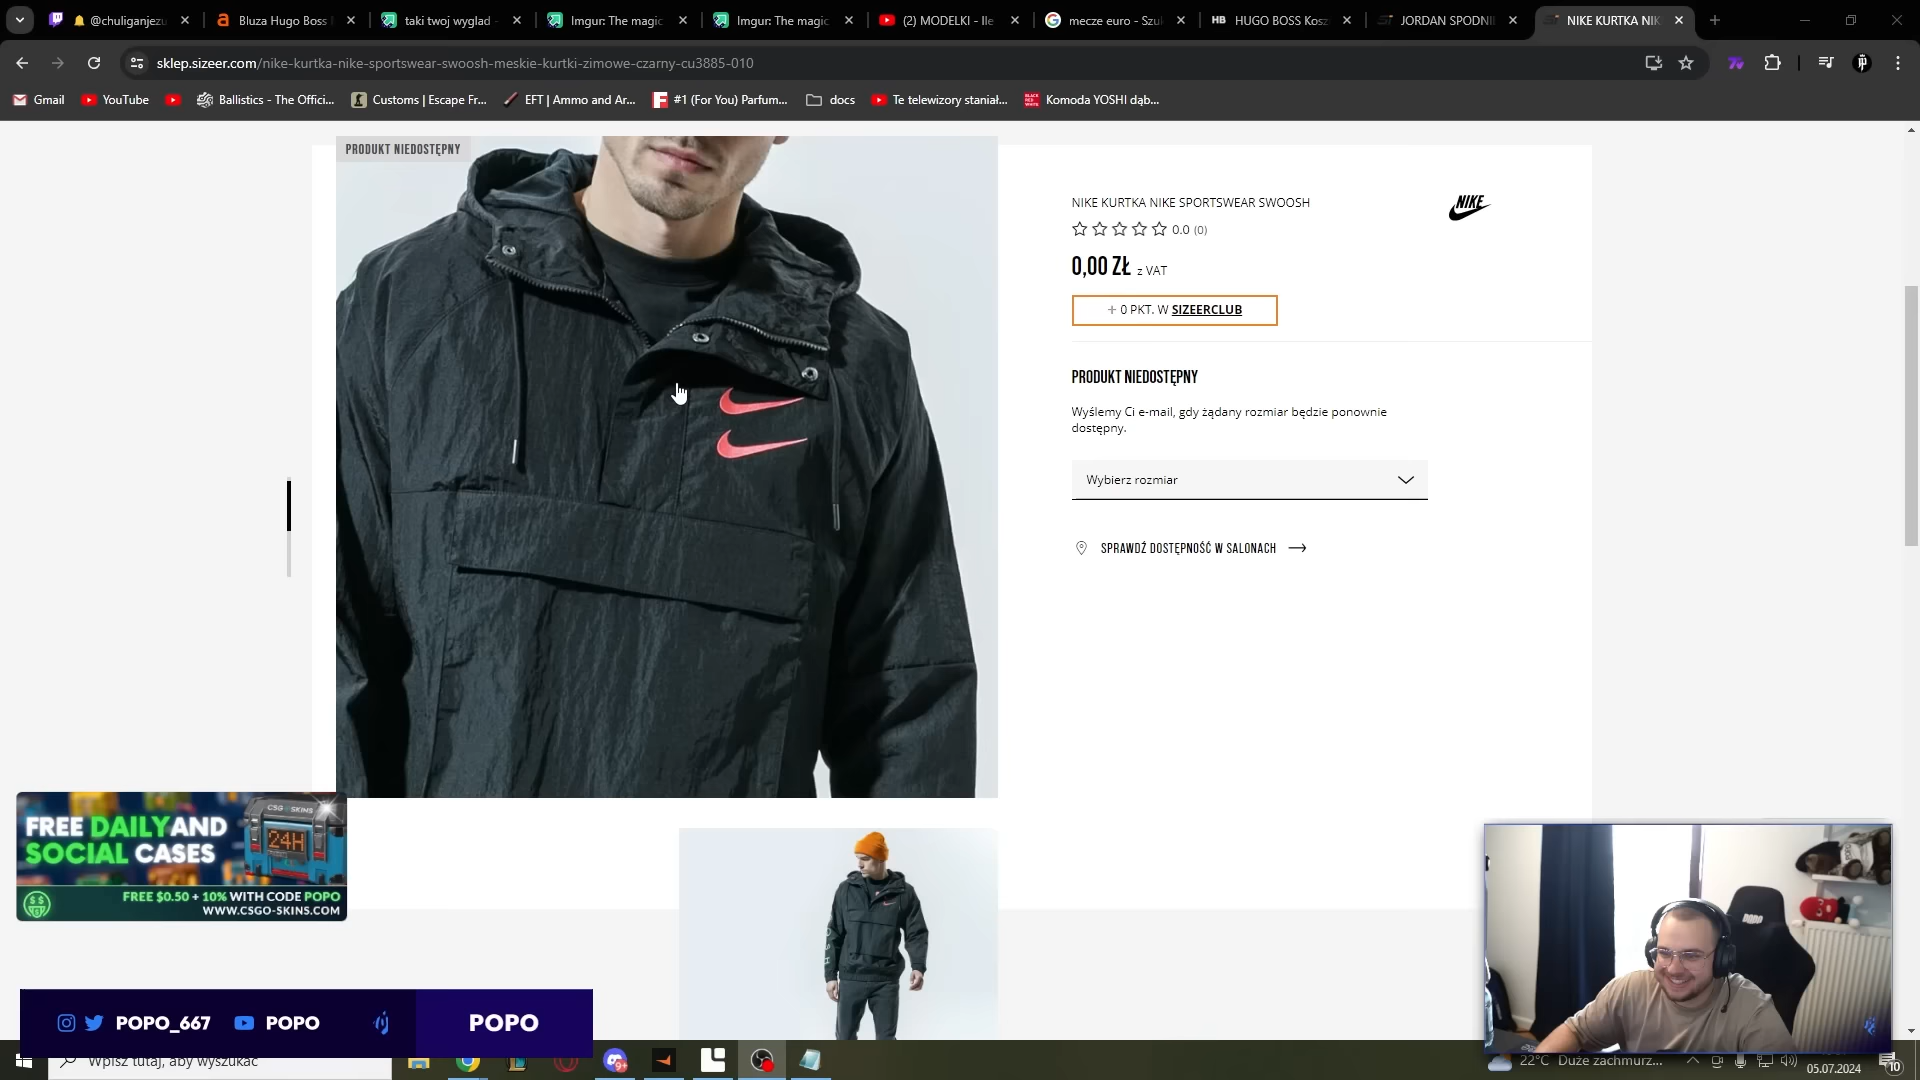 @chuliganjezu
Bluza Hugo Boss
taki twoj wyglad -
Imgur: The magic
Imgur: The magic
(2) MODELKI - Ile
mecze euro - Szuk
HB HUGO BOSS Kosz
JORDAN SPODNI
NIKE KURTKA NIK
sklep.sizeer.com/nike-kurtka-nike-sportswear-swoosh-meskie-kurtki-zimowe-czarny-cu3885-010
Gmail
YouTube
Ballistics - The Offici...
Customs | Escape Fr...
EFT | Ammo and Ar...
#1 (For You) Parfum...
docs
Te telewizory staniał...
Komoda YOSHI dąb...
PRODUKT NIEDOSTĘPNY
NIKE KURTKA NIKE SPORTSWEAR SWOOSH
NIKE
0.0 (0)
0,00 ZŁ z VAT
+ 0 PKT. W SIZEERCLUB
PRODUKT NIEDOSTĘPNY
Wyślemy Ci e-mail, gdy żądany rozmiar będzie ponownie
dostępny.
Wybierz rozmiar
SPRAWDŹ DOSTĘPNOŚĆ W SALONACH
CSGO-SKINS
24H
FREE DAILY AND
SOCIAL CASES
FREE $0.50 + 10% WITH CODE POPO
WWW.CSGO-SKINS.COM
POPO
POPO_667
POPO
POPO
Wpisz tutaj, aby wyszukać
22°C Duże zachmurz...
05.07.2024
10